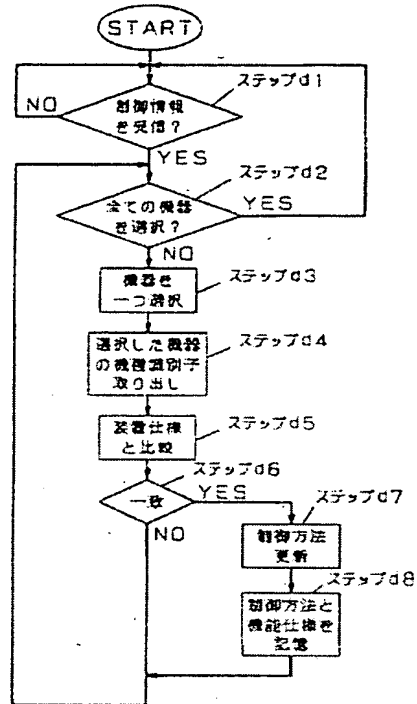 START
ステップd1
制御情報
を受信?
NO
YES
ステップd2
全ての機器
を選択?
YES
NO
機器を
一つ選択
ステップd3
選択した機器
の機種識別子
取り出し
ステップd4
装置仕様
と比較
ステップd5
ステップd6
一致
YES
NO
ステップd7
制御方法
更新
ステップd8
制御方法と
機能仕様を
記憶